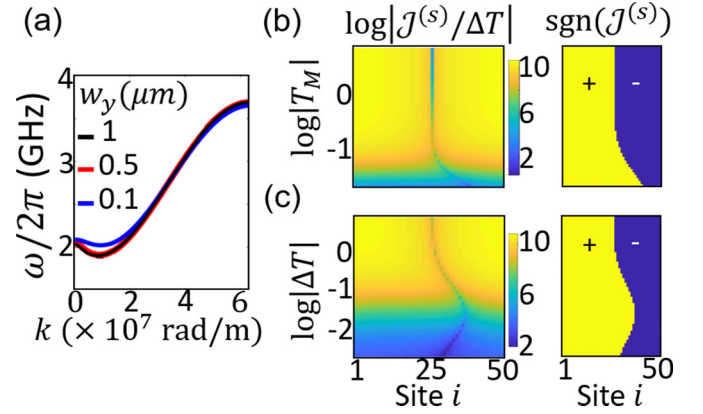 (a)
4
3
2
ω/2π (GHz)
w_y(μm)
1
0.5
0.1
0 2 4 6
k (× 10⁷ rad/m)
(b) log|𝒥⁽ˢ⁾/ΔT| sgn(𝒥⁽ˢ⁾)
log|T_M|
0
-1
10
6
2
+ -
(c)
log|ΔT|
0
-1
-2
10
6
2
+ -
1 25 50 1 50
Site i Site i